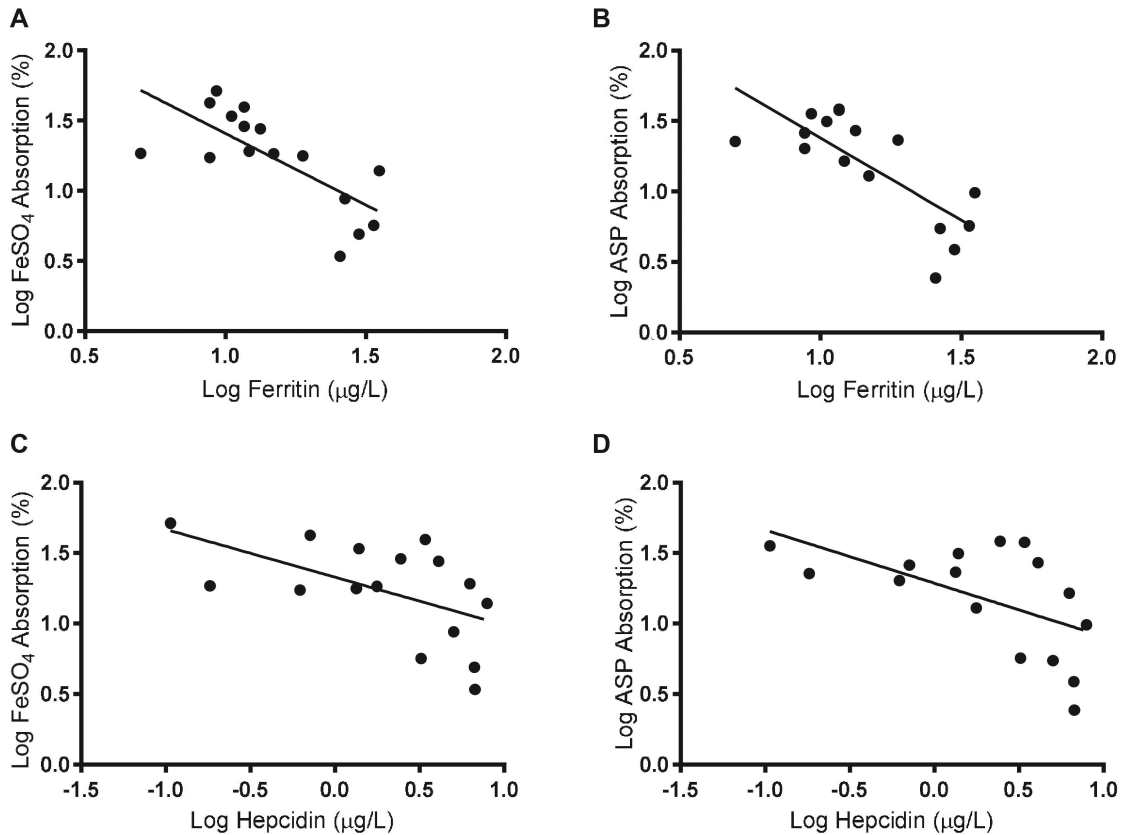 A
2.0
1.5
1.0
0.5
0.0
0.5 1.0 1.5 2.0
Log FeSO4 Absorption (%)
Log Ferritin (μg/L)
B
2.0
1.5
1.0
0.5
0.0
0.5 1.0 1.5 2.0
Log ASP Absorption (%)
Log Ferritin (μg/L)
C
2.0
1.5
1.0
0.5
0.0
-1.5 -1.0 -0.5 0.0 0.5 1.0
Log FeSO4 Absorption (%)
Log Hepcidin (μg/L)
D
2.0
1.5
1.0
0.5
0.0
-1.5 -1.0 -0.5 0.0 0.5 1.0
Log ASP Absorption (%)
Log Hepcidin (μg/L)